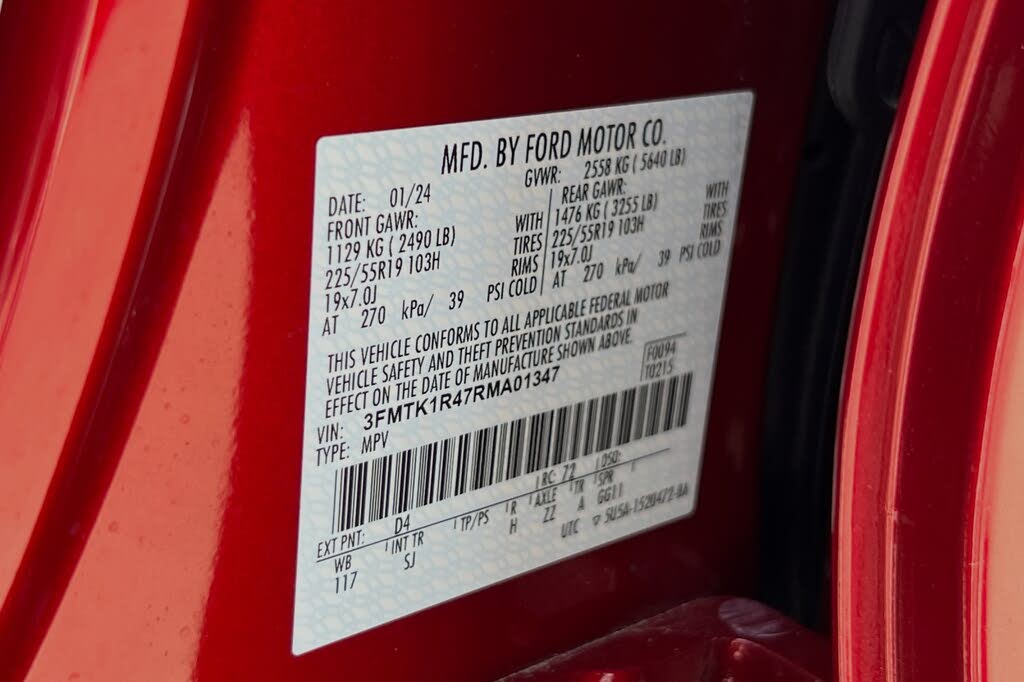 MFD. BY FORD MOTOR CO.
DATE: 01/24 GVWR: 2558 KG ( 5640 LB)
FRONT GAWR: REAR GAWR:
1129 KG ( 2490 LB) WITH 1476 KG ( 3255 LB) WITH
225/55R19 103H TIRES 225/55R19 103H TIRES
19x7.0J RIMS 19x7.0J RIMS
AT 270 kPa/ 39 PSI COLD AT 270 kPa/ 39 PSI COLD
THIS VEHICLE CONFORMS TO ALL APPLICABLE FEDERAL MOTOR
VEHICLE SAFETY AND THEFT PREVENTION STANDARDS IN
EFFECT ON THE DATE OF MANUFACTURE SHOWN ABOVE.
F0094
T0215
VIN: 3FMTK1R47RMA01347
TYPE: MPV
EXT PNT: D4 RC: 72 DSO:
WB INT TR TP/PS R AXLE TR SPR
117 SJ H ZZ A GG11
UTC ▽ 5U5A-1520472-BA